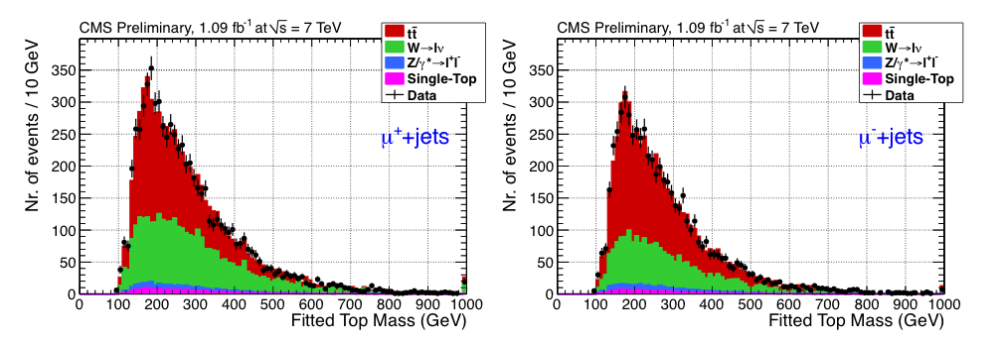 CMS Preliminary, 1.09 fb⁻¹ at √s = 7 TeV
tt̄
W→lν
Z/γ*→l⁺l⁻
Single-Top
Data
μ⁺+jets
Nr. of events / 10 GeV
350
300
250
200
150
100
50
0
0 100 200 300 400 500 600 700 800 900 1000
Fitted Top Mass (GeV)
CMS Preliminary, 1.09 fb⁻¹ at √s = 7 TeV
tt̄
W→lν
Z/γ*→l⁺l⁻
Single-Top
Data
μ⁻+jets
Nr. of events / 10 GeV
350
300
250
200
150
100
50
0
0 100 200 300 400 500 600 700 800 900 1000
Fitted Top Mass (GeV)